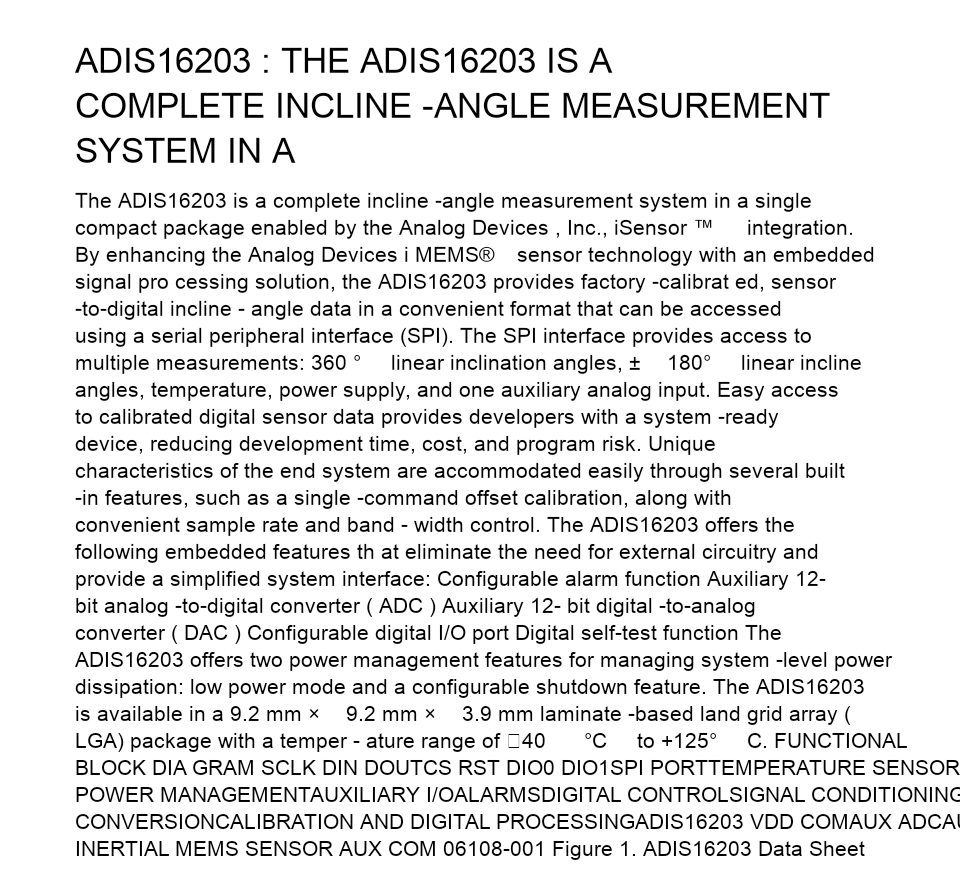 ADIS16203 : THE ADIS16203 IS A
COMPLETE INCLINE -ANGLE MEASUREMENT
SYSTEM IN A
The ADIS16203 is a complete incline -angle measurement system in a single
compact package enabled by the Analog Devices , Inc., iSensor ™ integration.
By enhancing the Analog Devices i MEMS® sensor technology with an embedded
signal pro cessing solution, the ADIS16203 provides factory -calibrat ed, sensor
-to-digital incline - angle data in a convenient format that can be accessed
using a serial peripheral interface (SPI). The SPI interface provides access to
multiple measurements: 360 ° linear inclination angles, ± 180° linear incline
angles, temperature, power supply, and one auxiliary analog input. Easy access
to calibrated digital sensor data provides developers with a system -ready
device, reducing development time, cost, and program risk. Unique
characteristics of the end system are accommodated easily through several built
-in features, such as a single -command offset calibration, along with
convenient sample rate and band - width control. The ADIS16203 offers the
following embedded features th at eliminate the need for external circuitry and
provide a simplified system interface: Configurable alarm function Auxiliary 12-
bit analog -to-digital converter ( ADC ) Auxiliary 12- bit digital -to-analog
converter ( DAC ) Configurable digital I/O port Digital self-test function The
ADIS16203 offers two power management features for managing system -level power
dissipation: low power mode and a configurable shutdown feature. The ADIS16203
is available in a 9.2 mm × 9.2 mm × 3.9 mm laminate -based land grid array (
LGA) package with a temper - ature range of 40 °C to +125° C. FUNCTIONAL
BLOCK DIA GRAM SCLK DIN DOUTCS RST DIO0 DIO1SPI PORTTEMPERATURE SENSOR
POWER MANAGEMENTAUXILIARY I/OALARMSDIGITAL CONTROLSIGNAL CONDITIONING
CONVERSIONCALIBRATION AND DIGITAL PROCESSINGADIS16203 VDD COMAUX
INERTIAL MEMS SENSOR AUX COM 06108-001 Figure 1. ADIS16203 Data Sheet